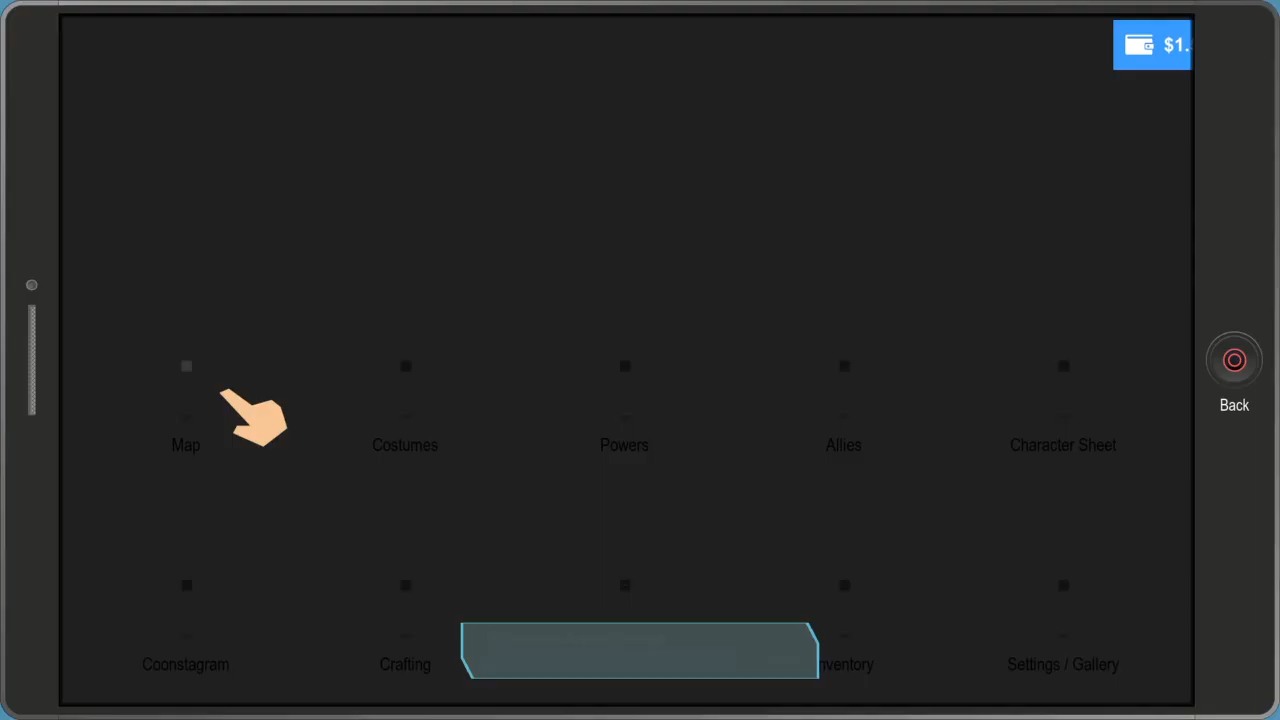 $1.
Back
Map
Costumes
Powers
Allies
Character Sheet
Coonstagram
Crafting
nventory
Settings / Gallery